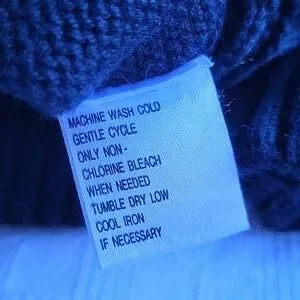 MACHINE WASH COLD
GENTLE CYCLE
ONLY NON-
CHLORINE BLEACH
WHEN NEEDED
TUMBLE DRY LOW
COOL IRON
IF NECESSARY